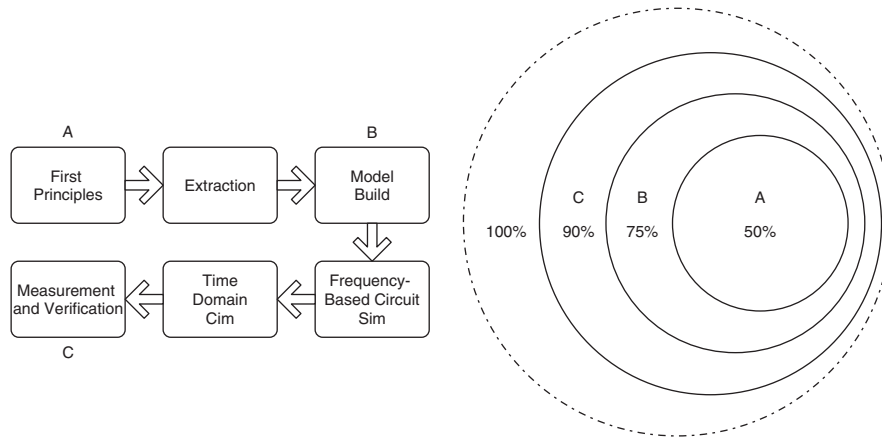 A
B
First
Principles
Extraction
Model
Build
Measurement
and Verification
Time
Domain
Cim
Frequency-
Based Circuit
Sim
C
C
B
A
100%
90%
75%
50%